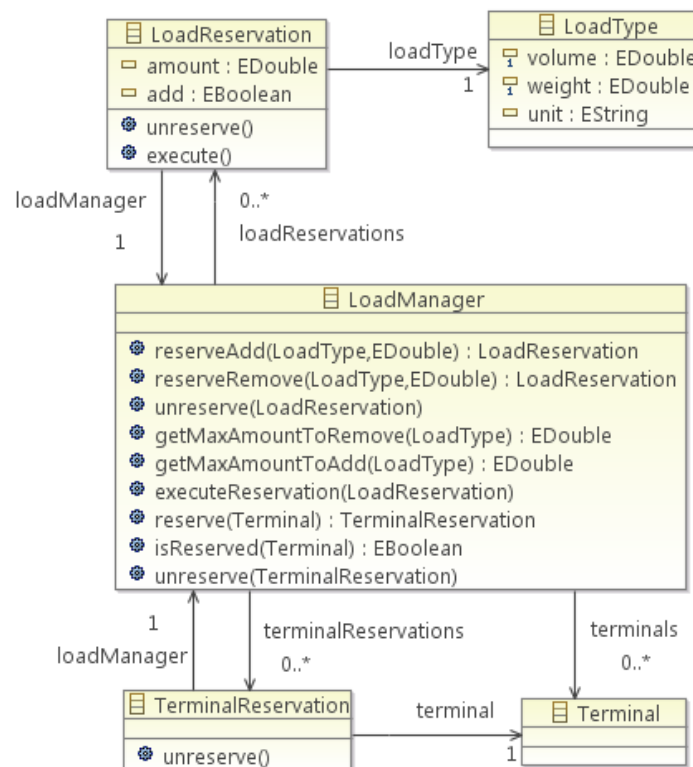 LoadReservation
amount : EDouble
add : EBoolean
unreserve()
execute()
loadType
1
LoadType
volume : EDouble
1
weight : EDouble
1
unit : EString
loadManager
1
0..*
loadReservations
LoadManager
reserveAdd(LoadType,EDouble) : LoadReservation
reserveRemove(LoadType,EDouble) : LoadReservation
unreserve(LoadReservation)
getMaxAmountToRemove(LoadType) : EDouble
getMaxAmountToAdd(LoadType) : EDouble
executeReservation(LoadReservation)
reserve(Terminal) : TerminalReservation
isReserved(Terminal) : EBoolean
unreserve(TerminalReservation)
1
loadManager
terminalReservations
0..*
terminals
0..*
TerminalReservation
unreserve()
terminal
1
Terminal